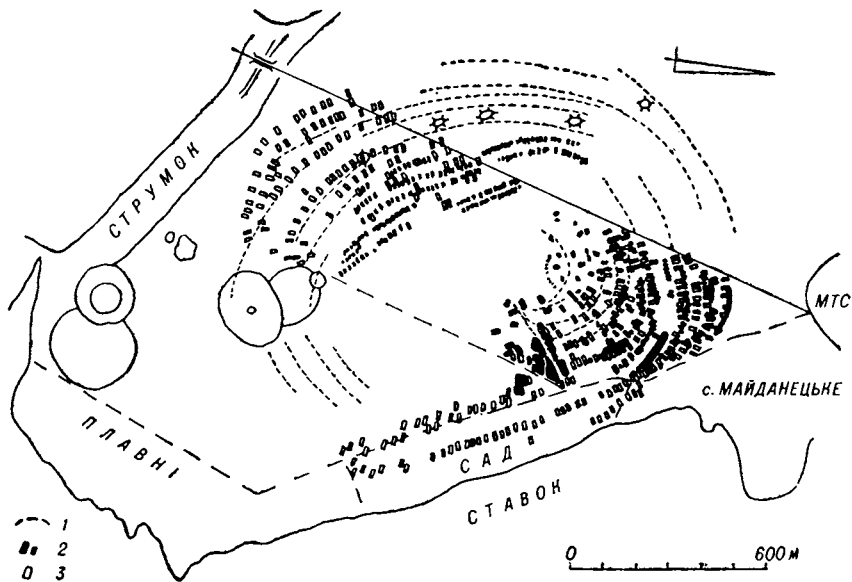 СТРУМОК
МТС
с. МАЙДАНЕЦЬКЕ
ПЛАВНІ
САД
СТАВОК
1
2
3
0 600 м